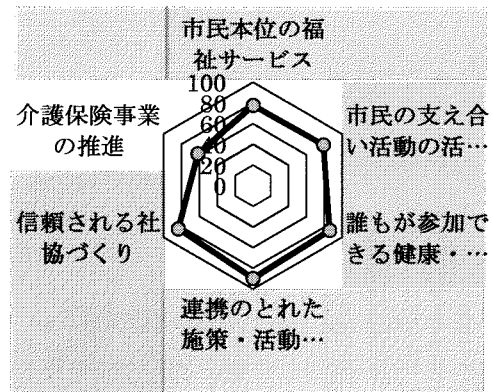 市民本位の福
祉サービス
100
80
60
40
20
0
市民の支え合
い活動の活…
誰もが参加で
きる健康・…
連携のとれた
施策・活動…
信頼される社
協づくり
介護保険事業
の推進